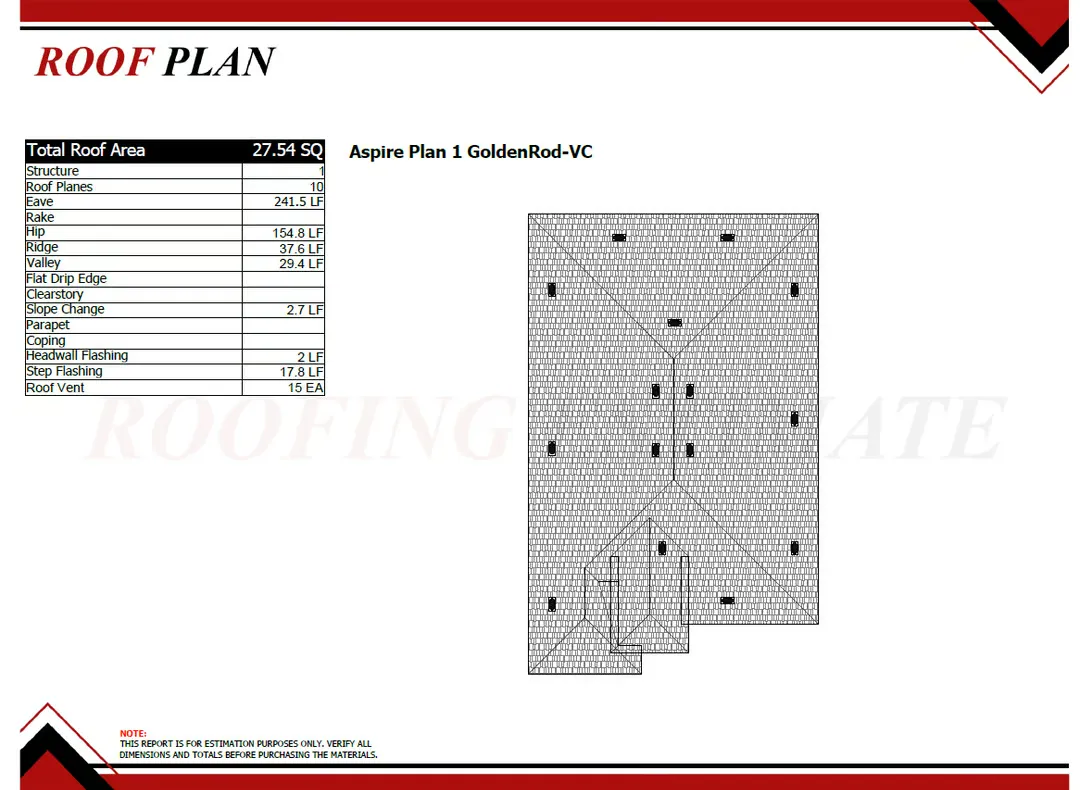 ROOF PLAN
Total Roof Area 27.54 SQ
Structure 1
Roof Planes 10
Eave 241.5 LF
Rake
Hip 154.8 LF
Ridge 37.6 LF
Valley 29.4 LF
Flat Drip Edge
Clearstory
Slope Change 2.7 LF
Parapet
Coping
Headwall Flashing 2 LF
Step Flashing 17.8 LF
Roof Vent 15 EA
Aspire Plan 1 GoldenRod-VC
ROOFING
NOTE:
THIS REPORT IS FOR ESTIMATION PURPOSES ONLY. VERIFY ALL
DIMENSIONS AND TOTALS BEFORE PURCHASING THE MATERIALS.